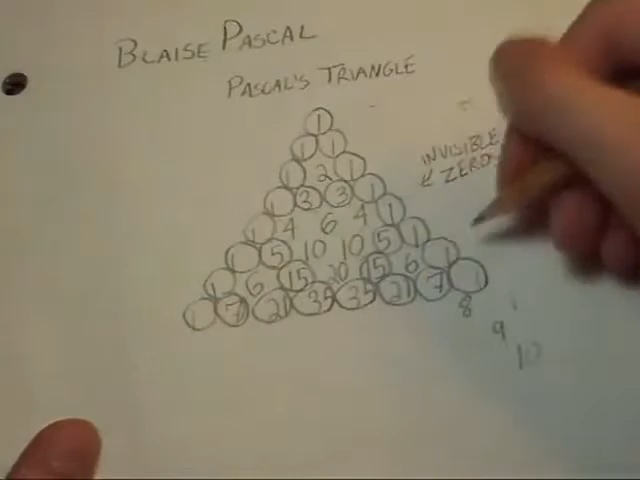 BLAISE PASCAL
PASCAL'S TRIANGLE
1
1 1
1 2 1
1 3 3 1
1 4 6 4 1
1 5 10 10 5 1
1 6 15 20 15 6 1
1 7 21 35 35 21 7
8
9
10
INVISIBLE
ZEROS